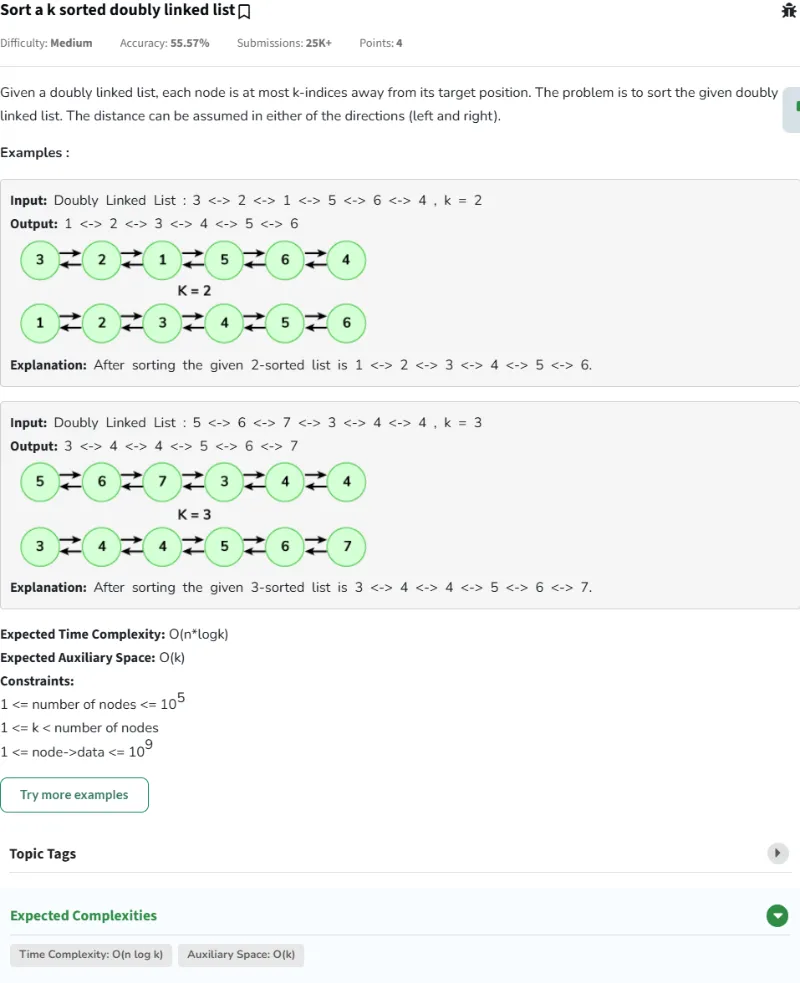 Sort a k sorted doubly linked list
Difficulty: Medium Accuracy: 55.57% Submissions: 25K+ Points: 4
Given a doubly linked list, each node is at most k-indices away from its target position. The problem is to sort the given doubly
linked list. The distance can be assumed in either of the directions (left and right).
Examples :
Input: Doubly Linked List : 3 <-> 2 <-> 1 <-> 5 <-> 6 <-> 4 , k = 2
Output: 1 <-> 2 <-> 3 <-> 4 <-> 5 <-> 6
3 2 1 5 6 4
K = 2
1 2 3 4 5 6
Explanation: After sorting the given 2-sorted list is 1 <-> 2 <-> 3 <-> 4 <-> 5 <-> 6.
Input: Doubly Linked List : 5 <-> 6 <-> 7 <-> 3 <-> 4 <-> 4 , k = 3
Output: 3 <-> 4 <-> 4 <-> 5 <-> 6 <-> 7
5 6 7 3 4 4
K = 3
3 4 4 5 6 7
Explanation: After sorting the given 3-sorted list is 3 <-> 4 <-> 4 <-> 5 <-> 6 <-> 7.
Expected Time Complexity: O(n*logk)
Expected Auxiliary Space: O(k)
Constraints:
1 <= number of nodes <= 10⁵
1 <= k < number of nodes
1 <= node->data <= 10⁹
Try more examples
Topic Tags
Expected Complexities
Time Complexity: O(n log k) Auxiliary Space: O(k)